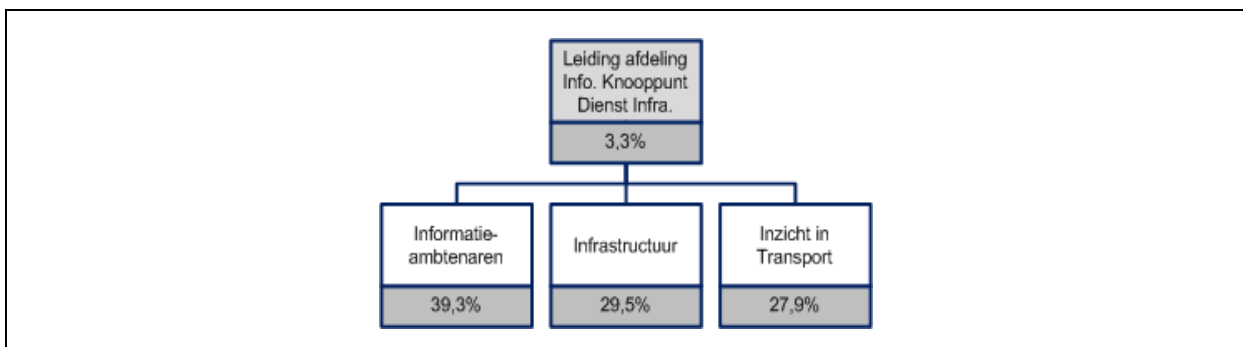 Leiding afdeling
Info. Knooppunt
Dienst Infra.
3,3%
Informatie-
ambtenaren
39,3%
Infrastructuur
29,5%
Inzicht in
Transport
27,9%